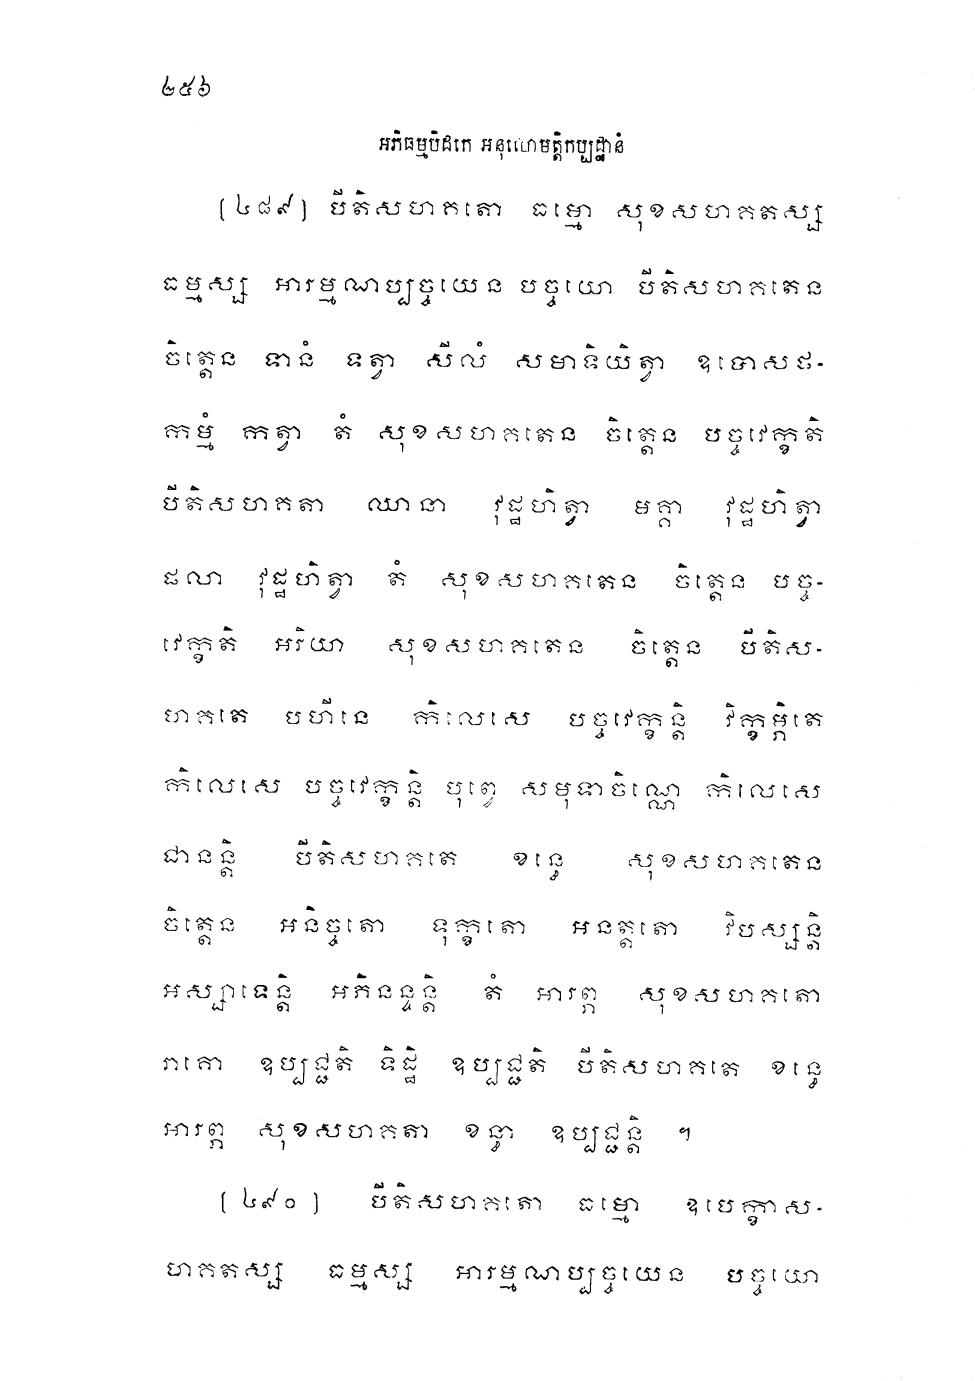 ២៥៦
អភិធម្មបិដកេ អនុលោមត្តិកប្បដ្ឋានំ
(៤៨៩) បីតិសហគតោ ធម្មោ សុខសហគតស្ស
ធម្មស្ស អារម្មណប្បច្ចយេន បច្ចយោ បីតិសហគតេន
ចិត្តេន ទានំ ទត្វា សីលំ សមាទិយិត្វា ឧបោសថ-
កម្មំ កត្វា តំ សុខសហគតេន ចិត្តេន បច្ចវេក្ខតិ
បីតិសហគតា ឈានា វុដ្ឋហិត្វា មគ្គា វុដ្ឋហិត្វា
ផលា វុដ្ឋហិត្វា តំ សុខសហគតេន ចិត្តេន បច្ច-
វេក្ខតិ អរិយា សុខសហគតេន ចិត្តេន បីតិស-
ហគតេ បហីនេ កិលេសេ បច្ចវេក្ខន្តិ វិក្ខម្ភិតេ
កិលេសេ បច្ចវេក្ខន្តិ បុព្វេ សមុទាចិណ្ណេ កិលេសេ
ជានន្តិ បីតិសហគតេ ខន្ធេ សុខសហគតេន
ចិត្តេន អនិច្ចតោ ទុក្ខតោ អនត្តតោ វិបស្សន្តិ
អស្សាទេន្តិ អភិនន្ទន្តិ តំ អារព្ភ សុខសហគតោ
រាគោ ឧប្បជ្ជតិ ទិដ្ឋិ ឧប្បជ្ជតិ បីតិសហគតេ ខន្ធេ
អារព្ភ សុខសហគតា ខន្ធា ឧប្បជ្ជន្តិ ។
(៤៩០) បីតិសហគតោ ធម្មោ ឧបេក្ខាស-
ហគតស្ស ធម្មស្ស អារម្មណប្បច្ចយេន បច្ចយោ